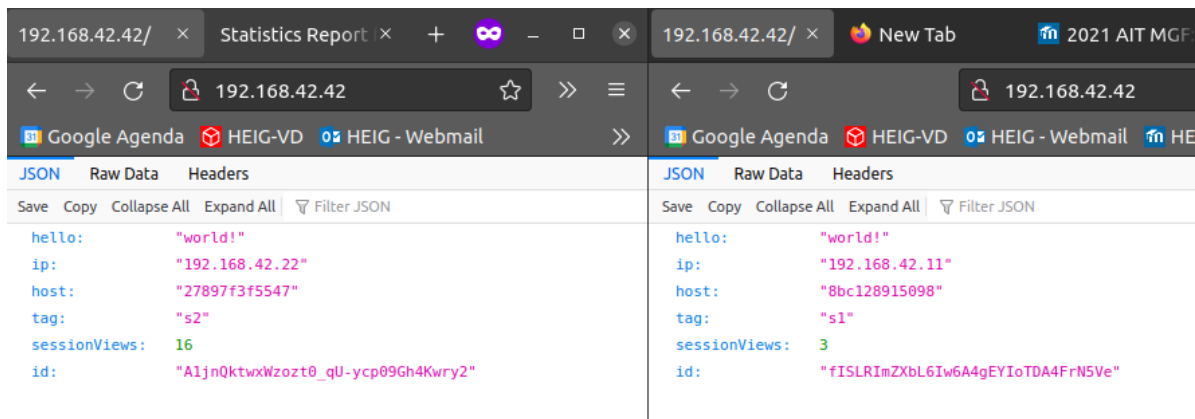 192.168.42.42/ × Statistics Report × +
192.168.42.42
31 Google Agenda HEIG-VD HEIG - Webmail
JSON Raw Data Headers
Save Copy Collapse All Expand All Filter JSON
hello: "world!"
ip: "192.168.42.22"
host: "27897f3f5547"
tag: "s2"
sessionViews: 16
id: "A1jnQktwxWzozt0_qU-ycp09Gh4Kwry2"
192.168.42.42/ × New Tab 2021 AIT MGF
192.168.42.42
31 Google Agenda HEIG-VD HEIG - Webmail HE
JSON Raw Data Headers
Save Copy Collapse All Expand All Filter JSON
hello: "world!"
ip: "192.168.42.11"
host: "8bc128915098"
tag: "s1"
sessionViews: 3
id: "fISLRImZXbL6Iw6A4gEYIoTDA4FrN5Ve"